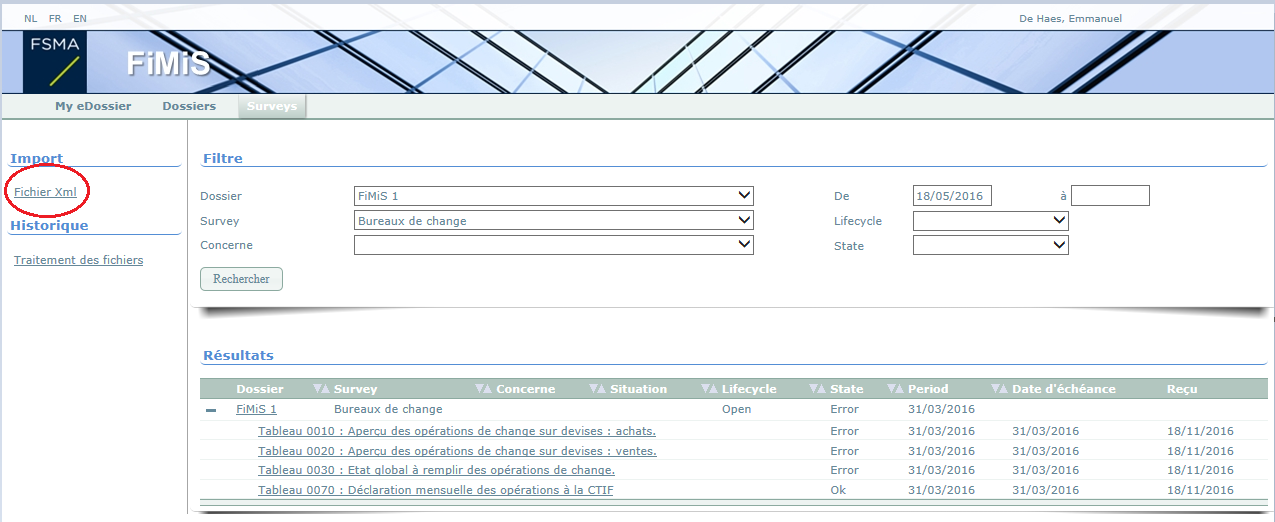 NL FR EN De Haes, Emmanuel
FSMA
FiMiS
My eDossier Dossiers Surveys
Import
Fichier Xml
Historique
Traitement des fichiers
Filtre
Dossier FiMiS 1 De 18/05/2016 à
Survey Bureaux de change Lifecycle
Concerne State
Rechercher
Résultats
Dossier Survey Concerne Situation Lifecycle State Period Date d'échéance Reçu
FiMiS 1 Bureaux de change Open Error 31/03/2016
Tableau 0010 : Aperçu des opérations de change sur devises : achats. Error 31/03/2016 31/03/2016 18/11/2016
Tableau 0020 : Aperçu des opérations de change sur devises : ventes. Error 31/03/2016 31/03/2016 18/11/2016
Tableau 0030 : Etat global à remplir des opérations de change. Error 31/03/2016 31/03/2016 18/11/2016
Tableau 0070 : Déclaration mensuelle des opérations à la CTIF Ok 31/03/2016 31/03/2016 18/11/2016